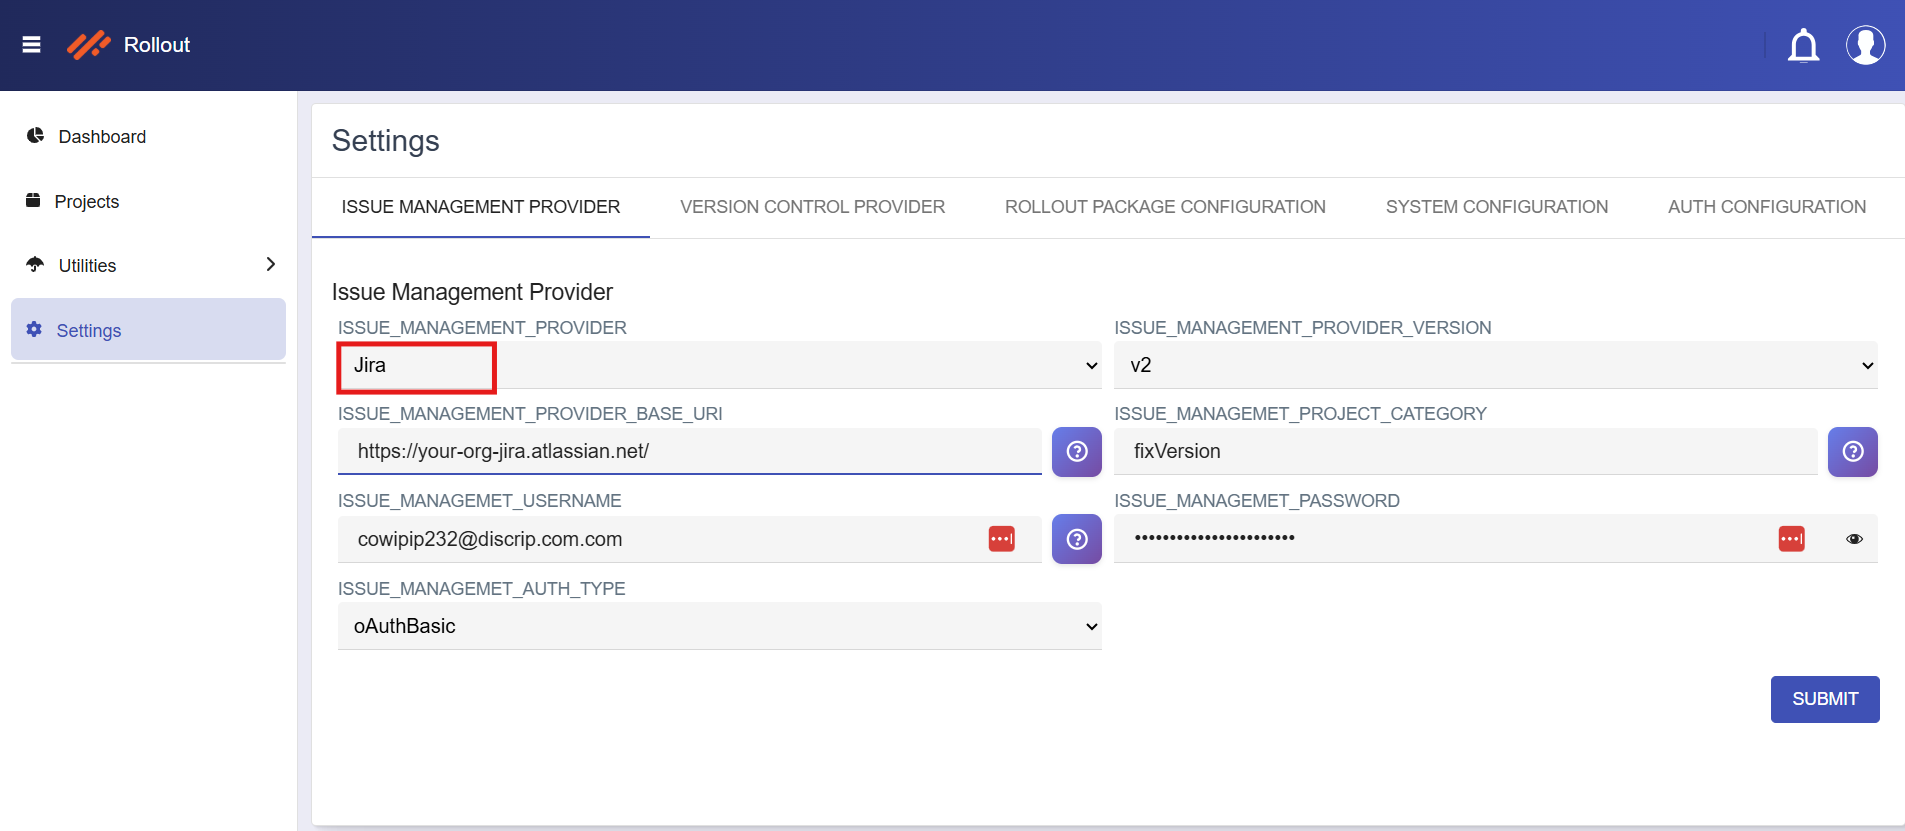 Rollout
Dashboard
Projects
Utilities
Settings
Settings
ISSUE MANAGEMENT PROVIDER VERSION CONTROL PROVIDER ROLLOUT PACKAGE CONFIGURATION SYSTEM CONFIGURATION AUTH CONFIGURATION
Issue Management Provider
ISSUE_MANAGEMENT_PROVIDER ISSUE_MANAGEMENT_PROVIDER_VERSION
Jira v2
ISSUE_MANAGEMENT_PROVIDER_BASE_URI ISSUE_MANAGEMET_PROJECT_CATEGORY
https://your-org-jira.atlassian.net/ fixVersion
ISSUE_MANAGEMET_USERNAME ISSUE_MANAGEMET_PASSWORD
cowipip232@discrip.com.com •••••••••••••••••••••••
ISSUE_MANAGEMET_AUTH_TYPE
oAuthBasic
SUBMIT